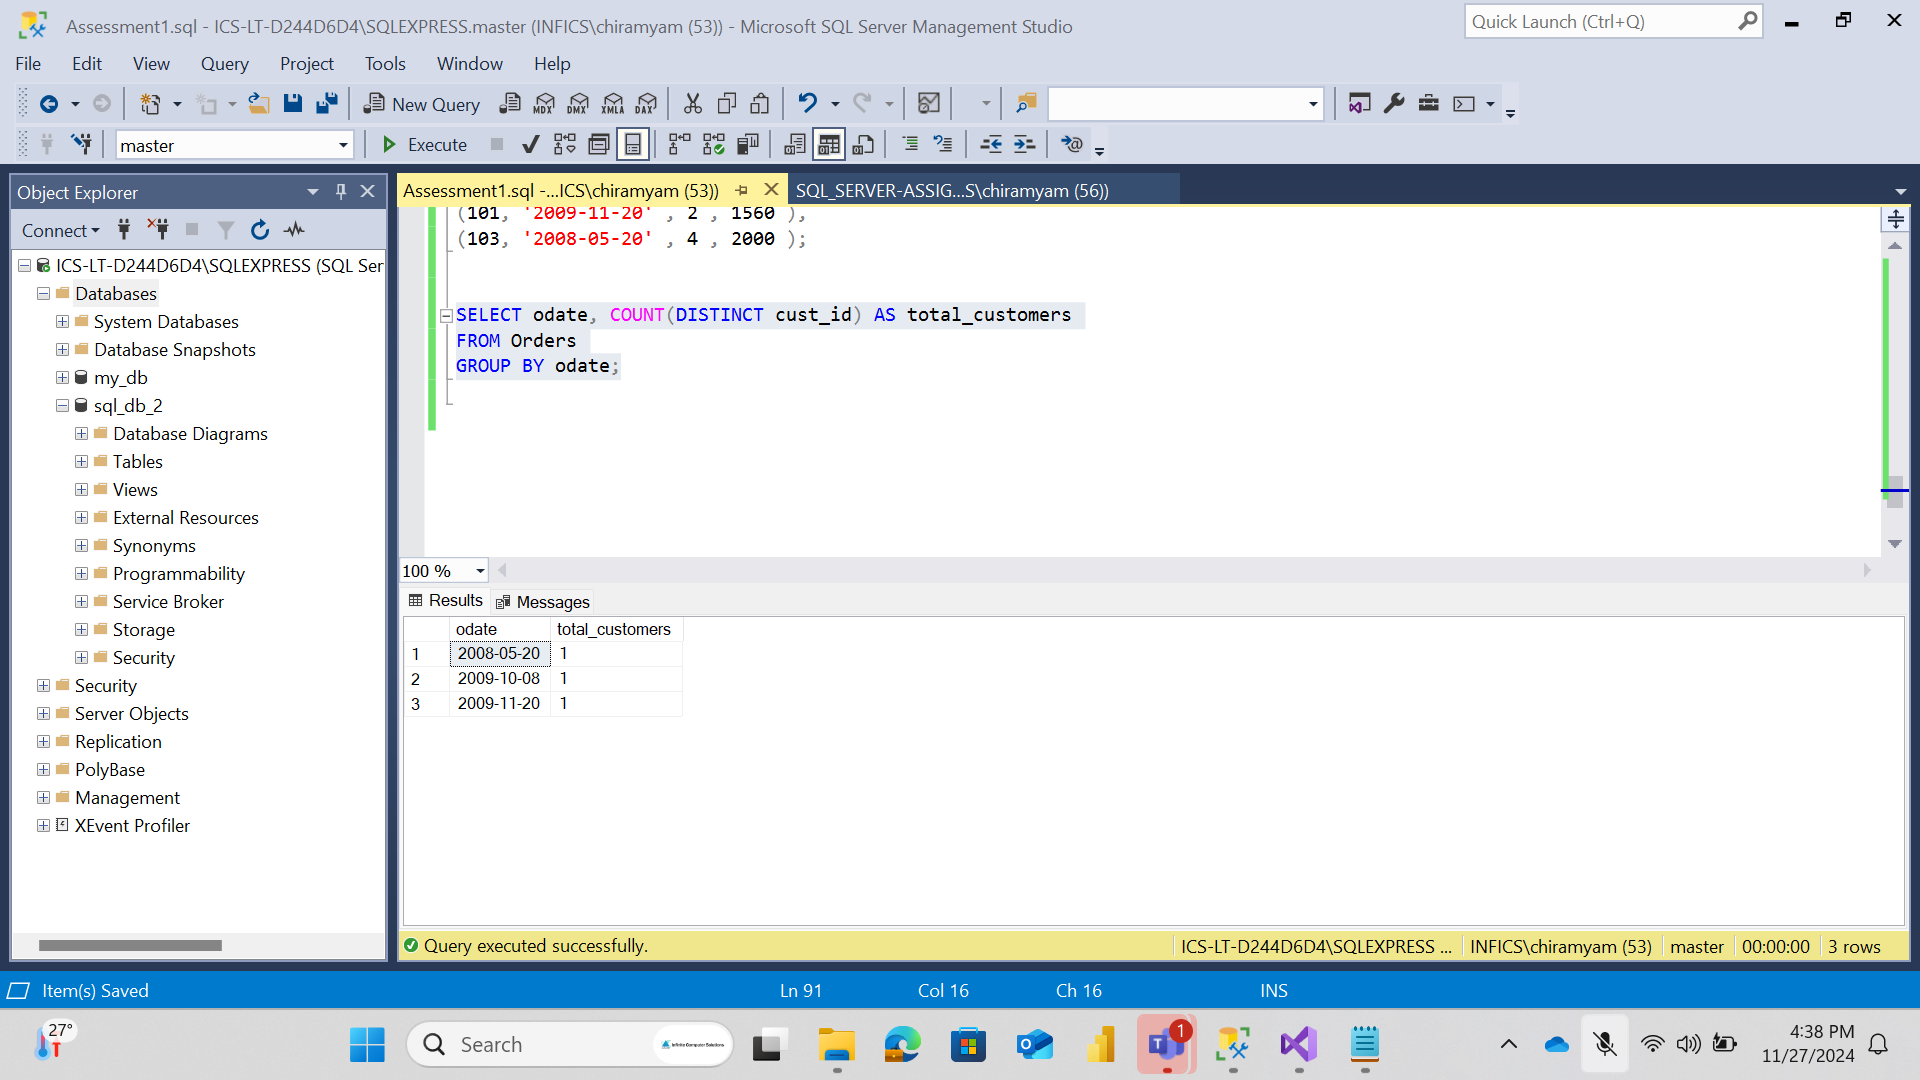 Assessment1.sql - ICS-LT-D244D6D4\SQLEXPRESS.master (INFICS\chiramyam (53)) - Microsoft SQL Server Management Studio
Quick Launch (Ctrl+Q)
File Edit View Query Project Tools Window Help
New Query MDX DMX XMLA DAX
master Execute
Object Explorer
Connect
ICS-LT-D244D6D4\SQLEXPRESS (SQL Ser
Databases
System Databases
Database Snapshots
my_db
sql_db_2
Database Diagrams
Tables
Views
External Resources
Synonyms
Programmability
Service Broker
Storage
Security
Security
Server Objects
Replication
PolyBase
Management
XEvent Profiler
Assessment1.sql -...ICS\chiramyam (53)) SQL_SERVER-ASSIG...S\chiramyam (56))
(101, '2009-11-20' , 2 , 1560 ),
(103, '2008-05-20' , 4 , 2000 );
SELECT odate, COUNT(DISTINCT cust_id) AS total_customers
FROM Orders
GROUP BY odate;
100 %
Results Messages
odate total_customers
1 2008-05-20 1
2 2009-10-08 1
3 2009-11-20 1
Query executed successfully. ICS-LT-D244D6D4\SQLEXPRESS ... INFICS\chiramyam (53) master 00:00:00 3 rows
Item(s) Saved Ln 91 Col 16 Ch 16 INS
27°
Search
Infinite Computer Solutions
1
4:38 PM
11/27/2024